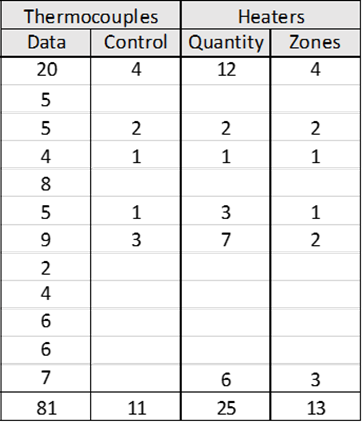 Thermocouples Heaters
Data Control Quantity Zones
20 4 12 4
5
5 2 2 2
4 1 1 1
8
5 1 3 1
9 3 7 2
2
4
6
6
7 6 3
81 11 25 13